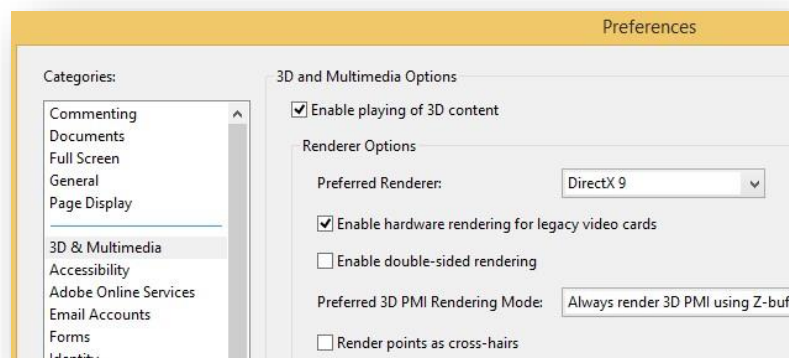 Preferences
Categories:
Commenting
Documents
Full Screen
General
Page Display
3D & Multimedia
Accessibility
Adobe Online Services
Email Accounts
Forms
3D and Multimedia Options
Enable playing of 3D content
Renderer Options
Preferred Renderer: DirectX 9
Enable hardware rendering for legacy video cards
Enable double-sided rendering
Preferred 3D PMI Rendering Mode: Always render 3D PMI using Z-buf
Render points as cross-hairs